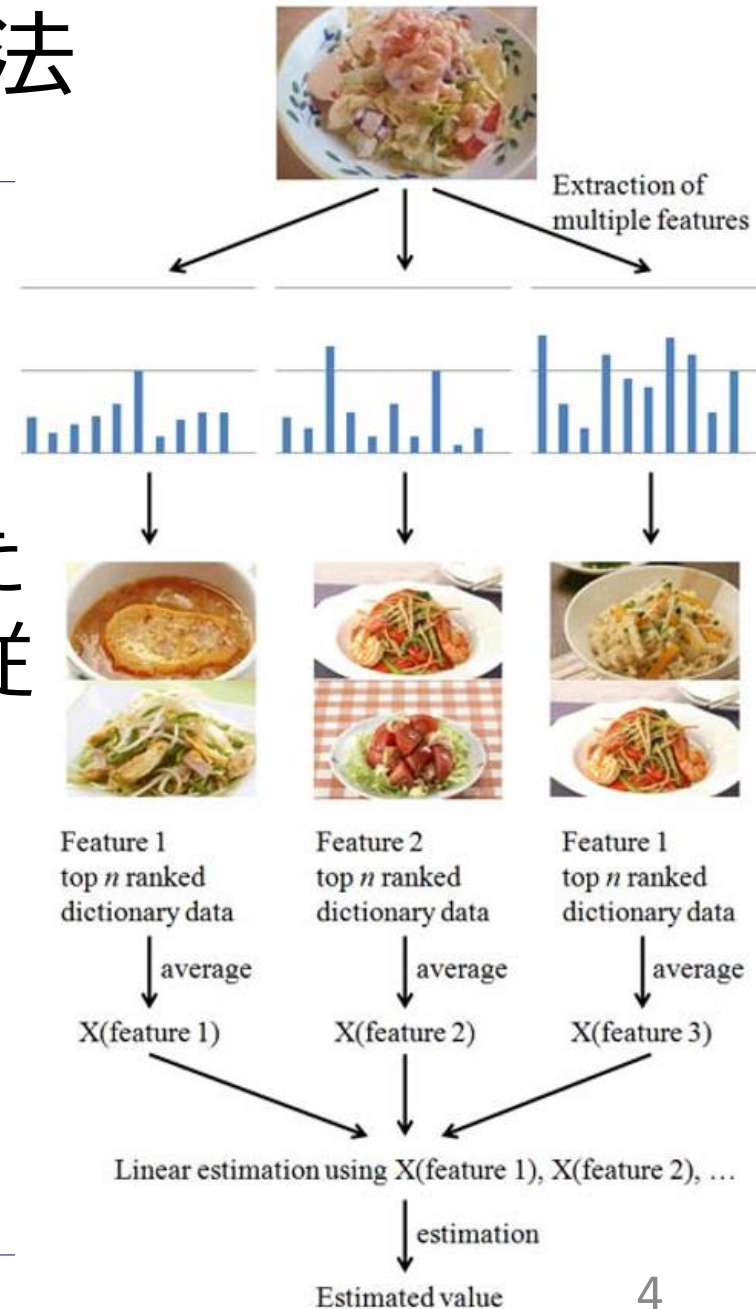 法
Extraction of
multiple features
た
従
Feature 1
top n ranked
dictionary data
Feature 2
top n ranked
dictionary data
Feature 1
top n ranked
dictionary data
average
average
average
X(feature 1)
X(feature 2)
X(feature 3)
Linear estimation using X(feature 1), X(feature 2), …
estimation
Estimated value
4